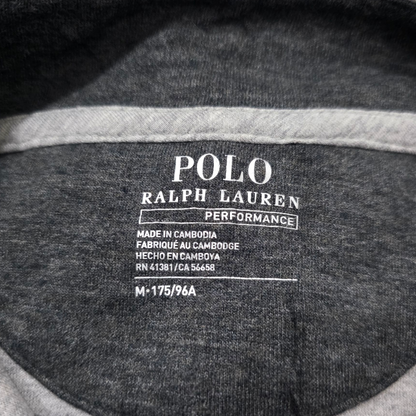 POLO
RALPH LAUREN
PERFORMANCE
MADE IN CAMBODIA
FABRIQUÉ AU CAMBODGE
HECHO EN CAMBOYA
RN 41381/CA 56658
M-175/96A